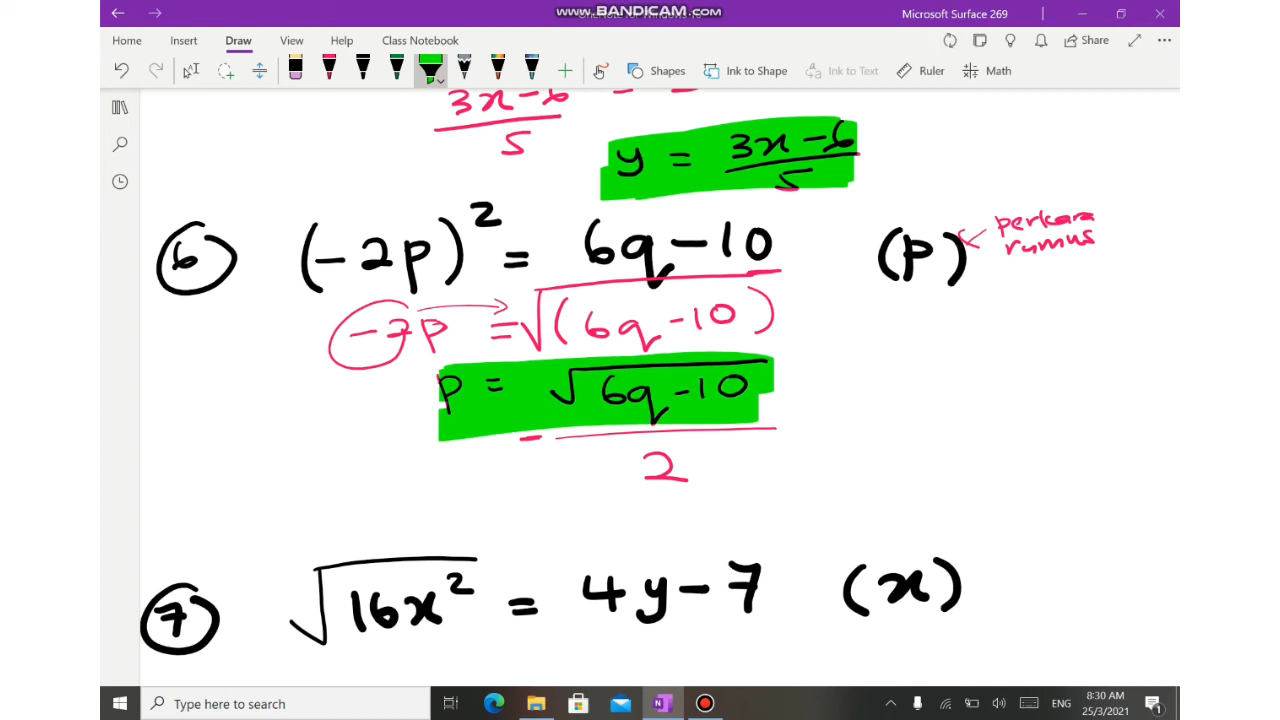 www.BANDICAM.com
Microsoft Surface 269
Home Insert Draw View Help Class Notebook
Share
Shapes Ink to Shape Ink to Text Ruler Math
3x-6
5
y = 3x-6
5
6 (-2p)² = 6q-10 (p) perkara
rumus
-2p = √(6q-10)
p = √6q-10
-
2
7 √16x² = 4y-7 (x)
Type here to search
ENG
8:30 AM
25/3/2021
1